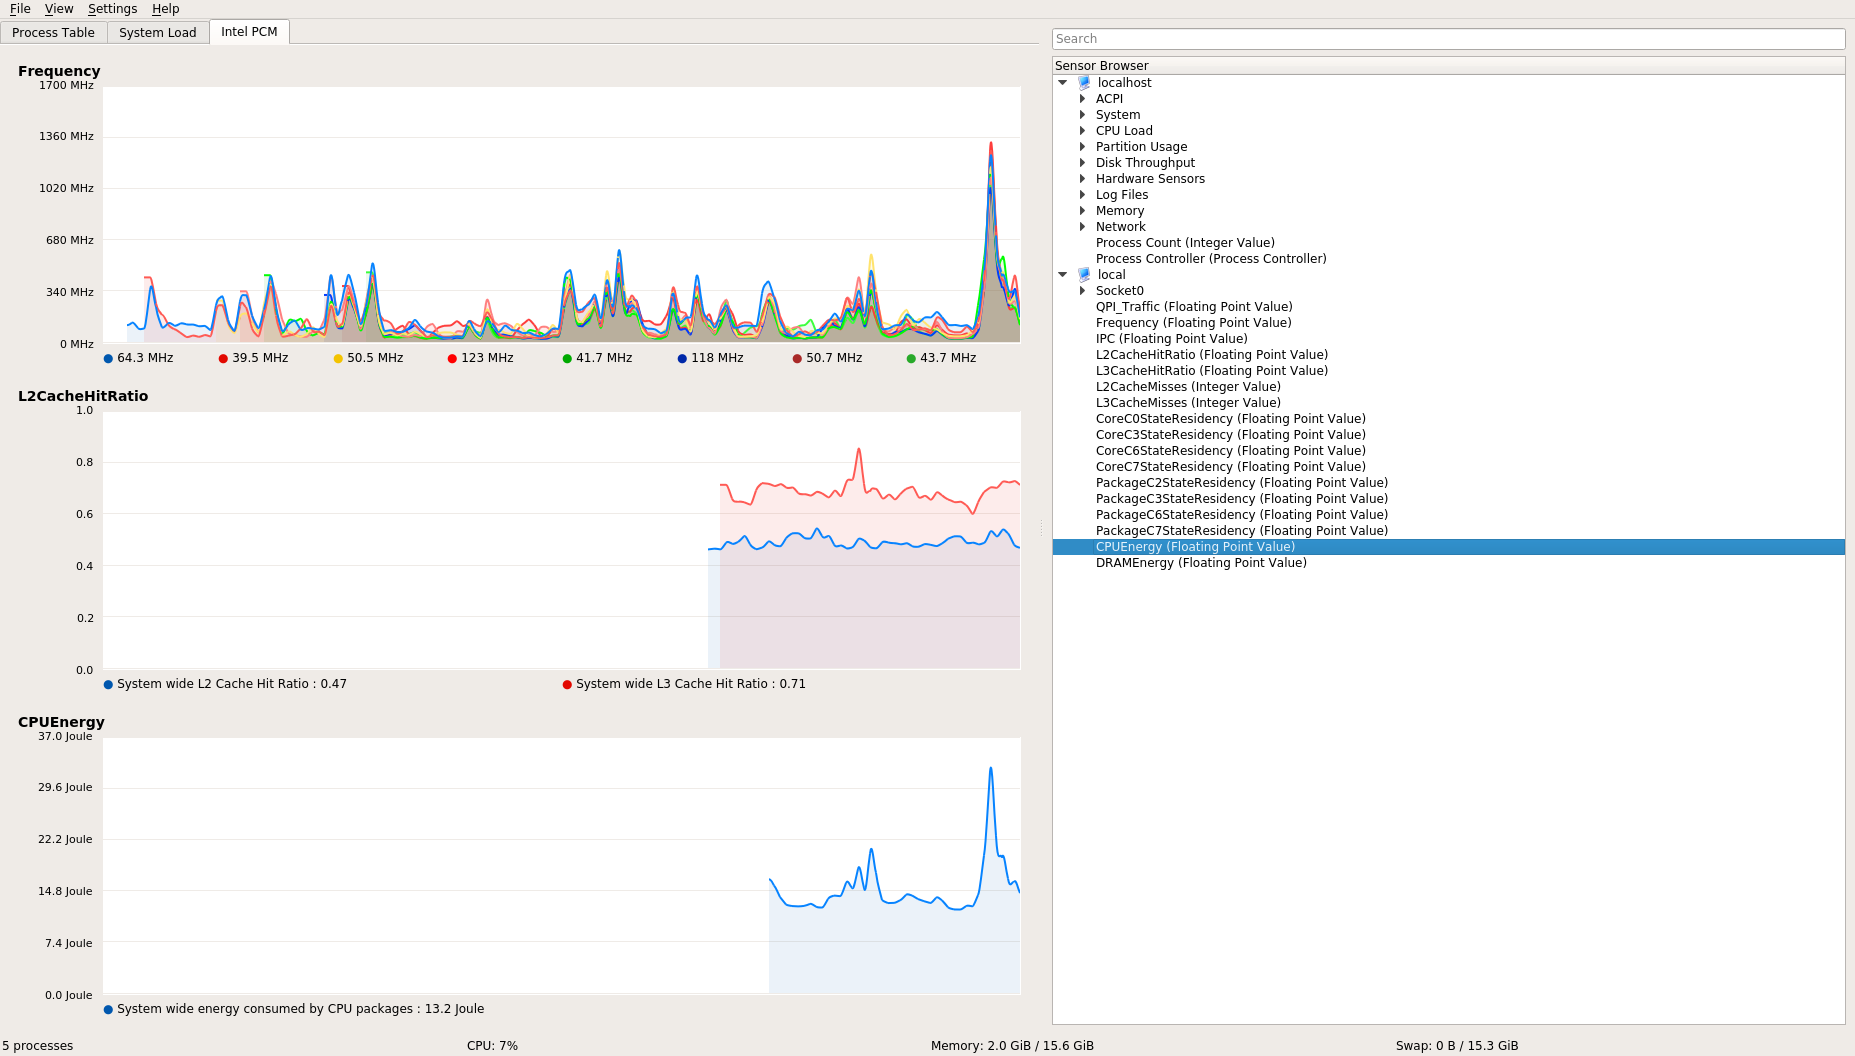 File View Settings Help
Process Table System Load Intel PCM
Frequency
1700 MHz
1360 MHz
1020 MHz
680 MHz
340 MHz
0 MHz
64.3 MHz 39.5 MHz 50.5 MHz 123 MHz 41.7 MHz 118 MHz 50.7 MHz 43.7 MHz
L2CacheHitRatio
1.0
0.8
0.6
0.4
0.2
0.0
System wide L2 Cache Hit Ratio : 0.47 System wide L3 Cache Hit Ratio : 0.71
CPUEnergy
37.0 Joule
29.6 Joule
22.2 Joule
14.8 Joule
7.4 Joule
0.0 Joule
System wide energy consumed by CPU packages : 13.2 Joule
Search
Sensor Browser
localhost
ACPI
System
CPU Load
Partition Usage
Disk Throughput
Hardware Sensors
Log Files
Memory
Network
Process Count (Integer Value)
Process Controller (Process Controller)
local
Socket0
QPI_Traffic (Floating Point Value)
Frequency (Floating Point Value)
IPC (Floating Point Value)
L2CacheHitRatio (Floating Point Value)
L3CacheHitRatio (Floating Point Value)
L2CacheMisses (Integer Value)
L3CacheMisses (Integer Value)
CoreC0StateResidency (Floating Point Value)
CoreC3StateResidency (Floating Point Value)
CoreC6StateResidency (Floating Point Value)
CoreC7StateResidency (Floating Point Value)
PackageC2StateResidency (Floating Point Value)
PackageC3StateResidency (Floating Point Value)
PackageC6StateResidency (Floating Point Value)
PackageC7StateResidency (Floating Point Value)
CPUEnergy (Floating Point Value)
DRAMEnergy (Floating Point Value)
5 processes CPU: 7% Memory: 2.0 GiB / 15.6 GiB Swap: 0 B / 15.3 GiB